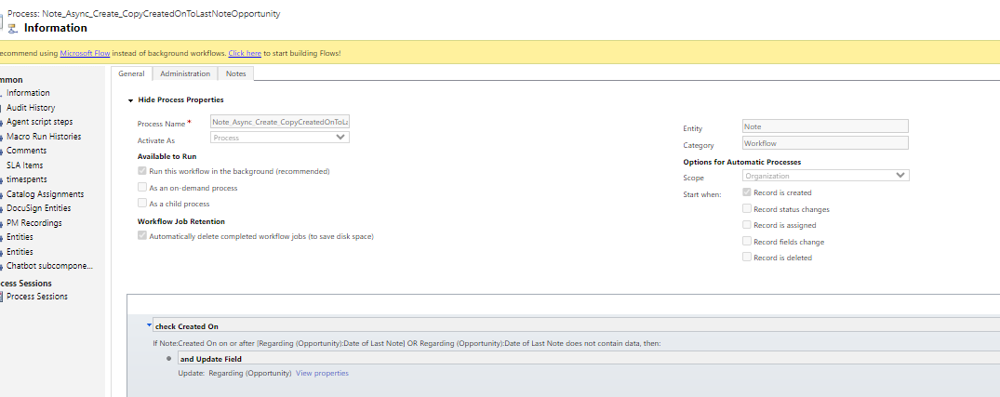 Process: Note_Async_Create_CopyCreatedOnToLastNoteOpportunity
Information
ecommend using Microsoft Flow instead of background workflows. Click here to start building Flows!
mmon
Information
Audit History
Agent script steps
Macro Run Histories
Comments
SLA Items
timespents
Catalog Assignments
DocuSign Entities
PM Recordings
Entities
Entities
Chatbot subcompone...
cess Sessions
Process Sessions
General Administration Notes
Hide Process Properties
Process Name * Note_Async_Create_CopyCreatedOnToLa
Activate As Process
Available to Run
Run this workflow in the background (recommended)
As an on-demand process
As a child process
Workflow Job Retention
Automatically delete completed workflow jobs (to save disk space)
Entity Note
Category Workflow
Options for Automatic Processes
Scope Organization
Start when: Record is created
Record status changes
Record is assigned
Record fields change
Record is deleted
check Created On
If Note:Created On on or after [Regarding (Opportunity):Date of Last Note] OR Regarding (Opportunity):Date of Last Note does not contain data, then:
and Update Field
Update: Regarding (Opportunity) View properties